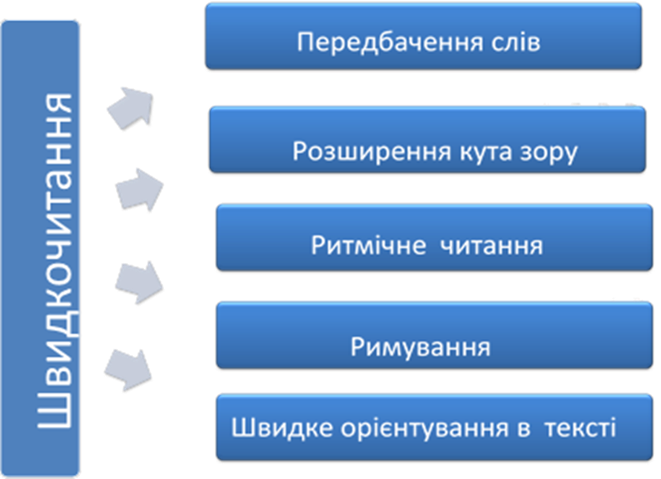 Швидкочитання
Передбачення слів
Розширення кута зору
Ритмічне читання
Римування
Швидке орієнтування в тексті